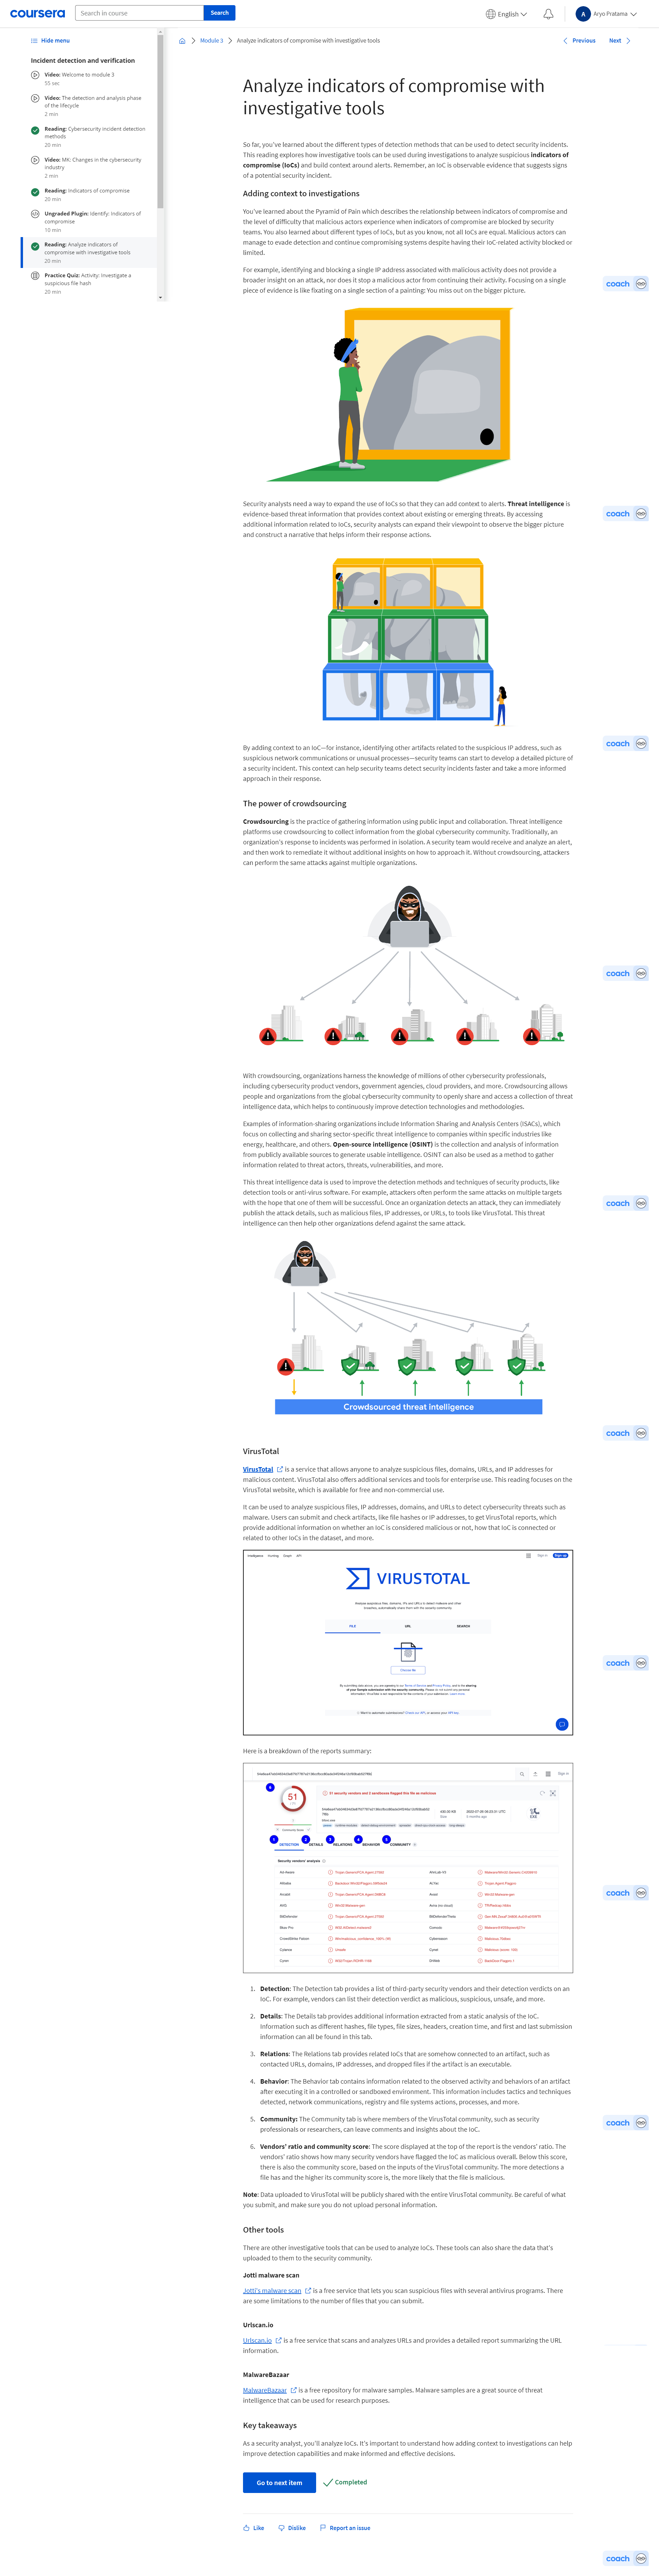 coursera
Search in course
Search
English
A
Aryo Pratama
Hide menu
Module 3
Analyze indicators of compromise with investigative tools
Previous
Next
Incident detection and verification
Video: Welcome to module 3
55 sec
Video: The detection and analysis phase
of the lifecycle
2 min
Reading: Cybersecurity incident detection
methods
20 min
Video: MK: Changes in the cybersecurity
industry
2 min
Reading: Indicators of compromise
20 min
Ungraded Plugin: Identify: Indicators of
compromise
10 min
Reading: Analyze indicators of
compromise with investigative tools
20 min
Practice Quiz: Activity: Investigate a
suspicious file hash
20 min
Analyze indicators of compromise with
investigative tools
So far, you've learned about the different types of detection methods that can be used to detect security incidents.
This reading explores how investigative tools can be used during investigations to analyze suspicious indicators of
compromise (IoCs) and build context around alerts. Remember, an IoC is observable evidence that suggests signs
of a potential security incident.
Adding context to investigations
You've learned about the Pyramid of Pain which describes the relationship between indicators of compromise and
the level of difficulty that malicious actors experience when indicators of compromise are blocked by security
teams. You also learned about different types of IoCs, but as you know, not all IoCs are equal. Malicious actors can
manage to evade detection and continue compromising systems despite having their IoC-related activity blocked or
limited.
For example, identifying and blocking a single IP address associated with malicious activity does not provide a
broader insight on an attack, nor does it stop a malicious actor from continuing their activity. Focusing on a single
piece of evidence is like fixating on a single section of a painting: You miss out on the bigger picture.
coach
Security analysts need a way to expand the use of IoCs so that they can add context to alerts. Threat intelligence is
evidence-based threat information that provides context about existing or emerging threats. By accessing
additional information related to IoCs, security analysts can expand their viewpoint to observe the bigger picture
and construct a narrative that helps inform their response actions.
coach
By adding context to an IoC—for instance, identifying other artifacts related to the suspicious IP address, such as
suspicious network communications or unusual processes—security teams can start to develop a detailed picture of
a security incident. This context can help security teams detect security incidents faster and take a more informed
approach in their response.
coach
The power of crowdsourcing
Crowdsourcing is the practice of gathering information using public input and collaboration. Threat intelligence
platforms use crowdsourcing to collect information from the global cybersecurity community. Traditionally, an
organization's response to incidents was performed in isolation. A security team would receive and analyze an alert,
and then work to remediate it without additional insights on how to approach it. Without crowdsourcing, attackers
can perform the same attacks against multiple organizations.
coach
With crowdsourcing, organizations harness the knowledge of millions of other cybersecurity professionals,
including cybersecurity product vendors, government agencies, cloud providers, and more. Crowdsourcing allows
people and organizations from the global cybersecurity community to openly share and access a collection of threat
intelligence data, which helps to continuously improve detection technologies and methodologies.
Examples of information-sharing organizations include Information Sharing and Analysis Centers (ISACs), which
focus on collecting and sharing sector-specific threat intelligence to companies within specific industries like
energy, healthcare, and others. Open-source intelligence (OSINT) is the collection and analysis of information
from publicly available sources to generate usable intelligence. OSINT can also be used as a method to gather
information related to threat actors, threats, vulnerabilities, and more.
This threat intelligence data is used to improve the detection methods and techniques of security products, like
detection tools or anti-virus software. For example, attackers often perform the same attacks on multiple targets
with the hope that one of them will be successful. Once an organization detects an attack, they can immediately
publish the attack details, such as malicious files, IP addresses, or URLs, to tools like VirusTotal. This threat
intelligence can then help other organizations defend against the same attack.
coach
Crowdsourced threat intelligence
coach
VirusTotal
VirusTotal is a service that allows anyone to analyze suspicious files, domains, URLs, and IP addresses for
malicious content. VirusTotal also offers additional services and tools for enterprise use. This reading focuses on the
VirusTotal website, which is available for free and non-commercial use.
It can be used to analyze suspicious files, IP addresses, domains, and URLs to detect cybersecurity threats such as
malware. Users can submit and check artifacts, like file hashes or IP addresses, to get VirusTotal reports, which
provide additional information on whether an IoC is considered malicious or not, how that IoC is connected or
related to other IoCs in the dataset, and more.
Intelligence Hunting Graph API
Sign in
Sign up
VIRUSTOTAL
Analyze suspicious files, domains, IPs and URLs to detect malware and other
breaches, automatically share them with the security community.
FILE
URL
SEARCH
Choose file
coach
Here is a breakdown of the reports summary:
Sign in
6
51
51 security vendors and 3 sandboxes flagged this file as malicious
EXE
Community Score
1 DETECTION
2 DETAILS
3 RELATIONS
4 BEHAVIOR
5 COMMUNITY
Security vendors' analysis
coach
1. Detection: The Detection tab provides a list of third-party security vendors and their detection verdicts on an
IoC. For example, vendors can list their detection verdict as malicious, suspicious, unsafe, and more.
2. Details: The Details tab provides additional information extracted from a static analysis of the IoC.
Information such as different hashes, file types, file sizes, headers, creation time, and first and last submission
information can all be found in this tab.
3. Relations: The Relations tab provides related IoCs that are somehow connected to an artifact, such as
contacted URLs, domains, IP addresses, and dropped files if the artifact is an executable.
4. Behavior: The Behavior tab contains information related to the observed activity and behaviors of an artifact
after executing it in a controlled or sandboxed environment. This information includes tactics and techniques
detected, network communications, registry and file systems actions, processes, and more.
5. Community: The Community tab is where members of the VirusTotal community, such as security
professionals or researchers, can leave comments and insights about the IoC.
coach
6. Vendors' ratio and community score: The score displayed at the top of the report is the vendors' ratio. The
vendors' ratio shows how many security vendors have flagged the IoC as malicious overall. Below this score,
there is also the community score, based on the inputs of the VirusTotal community. The more detections a
file has and the higher its community score is, the more likely that the file is malicious.
Note: Data uploaded to VirusTotal will be publicly shared with the entire VirusTotal community. Be careful of what
you submit, and make sure you do not upload personal information.
Other tools
There are other investigative tools that can be used to analyze IoCs. These tools can also share the data that's
uploaded to them to the security community.
Jotti malware scan
Jotti's malware scan is a free service that lets you scan suspicious files with several antivirus programs. There
are some limitations to the number of files that you can submit.
Urlscan.io
Urlscan.io is a free service that scans and analyzes URLs and provides a detailed report summarizing the URL
information.
MalwareBazaar
MalwareBazaar is a free repository for malware samples. Malware samples are a great source of threat
intelligence that can be used for research purposes.
Key takeaways
As a security analyst, you'll analyze IoCs. It's important to understand how adding context to investigations can help
improve detection capabilities and make informed and effective decisions.
Go to next item
Completed
Like
Dislike
Report an issue
coach